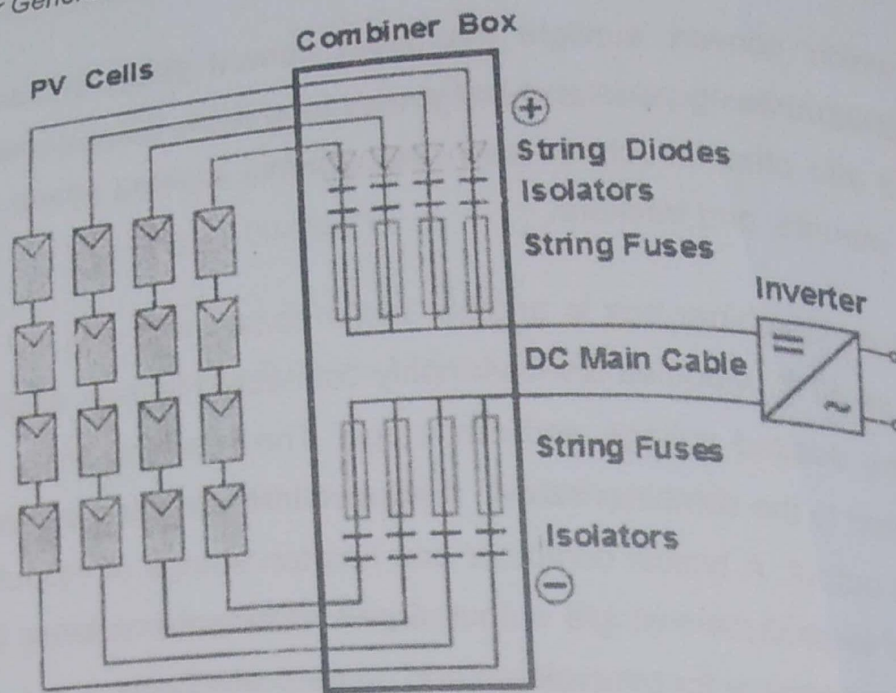 Combiner Box
PV Cells
+
String Diodes
Isolators
String Fuses
Inverter
=
DC Main Cable
~
String Fuses
Isolators
−